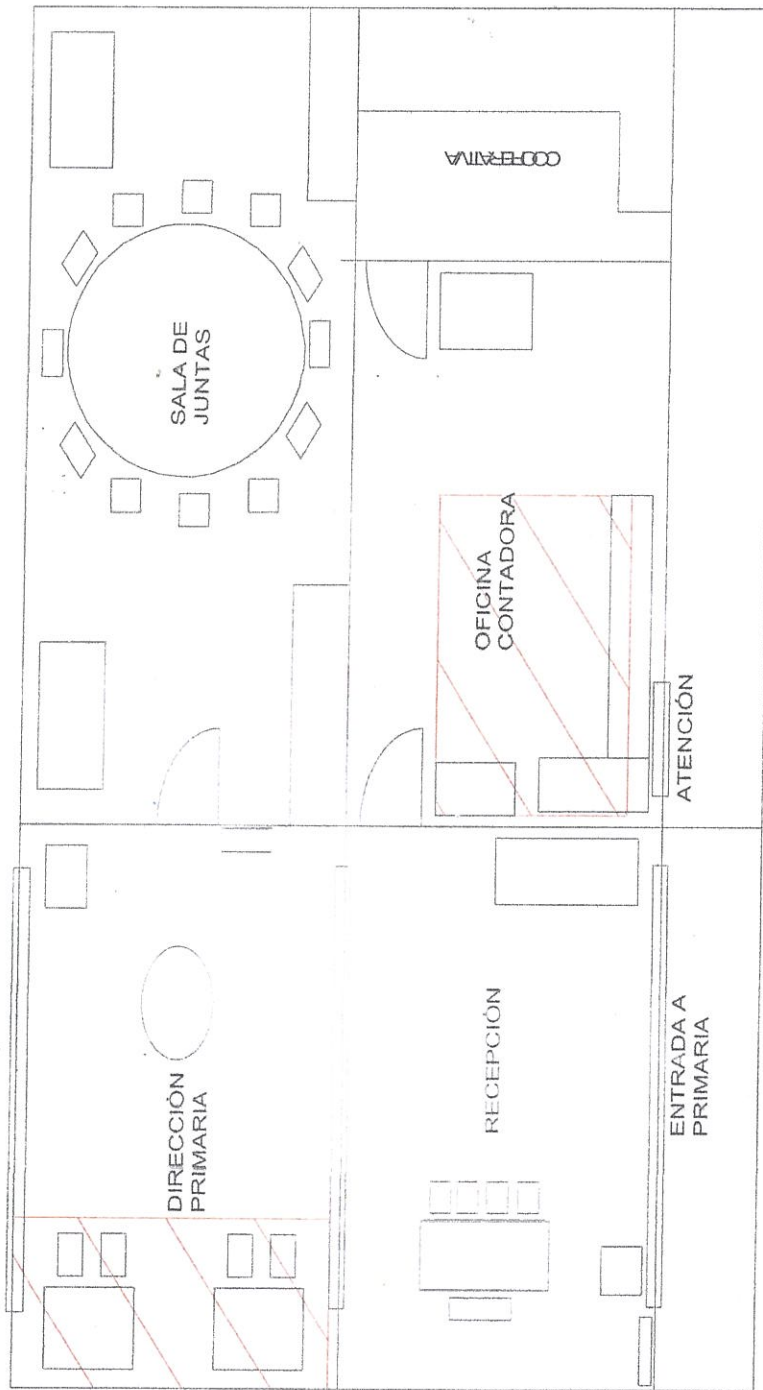 SALA DE
JUNTAS
COOPERATIVA
OFICINA
CONTADORA
ATENCIÓN
DIRECCIÓN
PRIMARIA
RECEPCIÓN
ENTRADA A
PRIMARIA